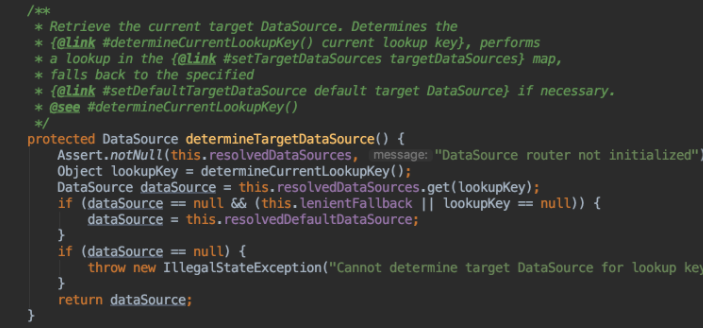 /**
* Retrieve the current target DataSource. Determines the
* {@link #determineCurrentLookupKey() current lookup key}, performs
* a lookup in the {@link #setTargetDataSources targetDataSources} map,
* falls back to the specified
* {@link #setDefaultTargetDataSource default target DataSource} if necessary.
* @see #determineCurrentLookupKey()
*/
protected DataSource determineTargetDataSource() {
Assert.notNull(this.resolvedDataSources, message: "DataSource router not initialized")
Object lookupKey = determineCurrentLookupKey();
DataSource dataSource = this.resolvedDataSources.get(lookupKey);
if (dataSource == null && (this.lenientFallback || lookupKey == null)) {
dataSource = this.resolvedDefaultDataSource;
}
if (dataSource == null) {
throw new IllegalStateException("Cannot determine target DataSource for lookup key
}
return dataSource;
}